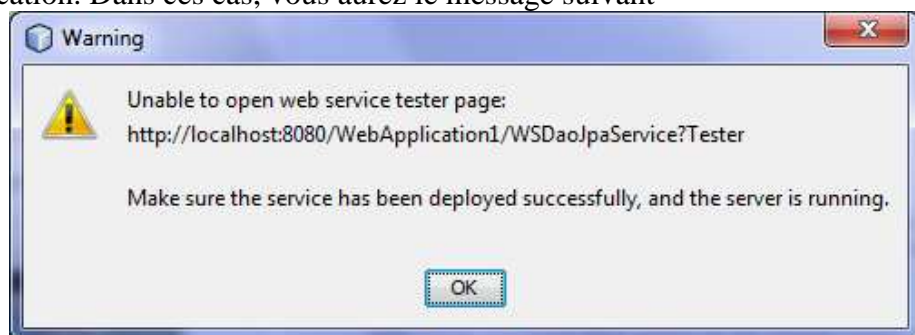 cation. Dans ces cas, vous aurez le message suivant
Warning
Unable to open web service tester page:
http://localhost:8080/WebApplication1/WSDaoJpaService?Tester
Make sure the service has been deployed successfully, and the server is running.
OK